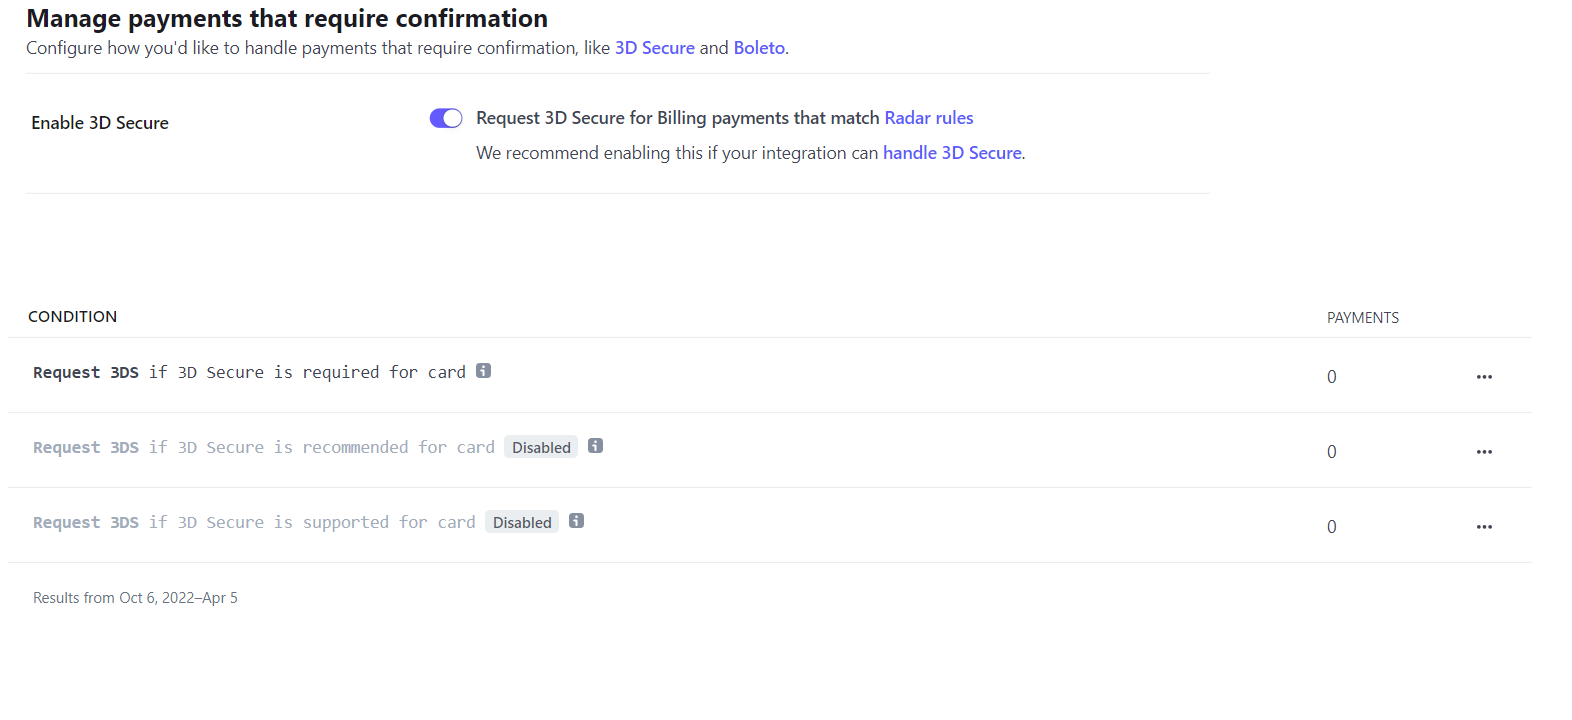 Manage payments that require confirmation
Configure how you'd like to handle payments that require confirmation, like 3D Secure and Boleto.
Enable 3D Secure
Request 3D Secure for Billing payments that match Radar rules
We recommend enabling this if your integration can handle 3D Secure.
CONDITION PAYMENTS
Request 3DS if 3D Secure is required for card 0
Request 3DS if 3D Secure is recommended for card Disabled 0
Request 3DS if 3D Secure is supported for card Disabled 0
Results from Oct 6, 2022–Apr 5